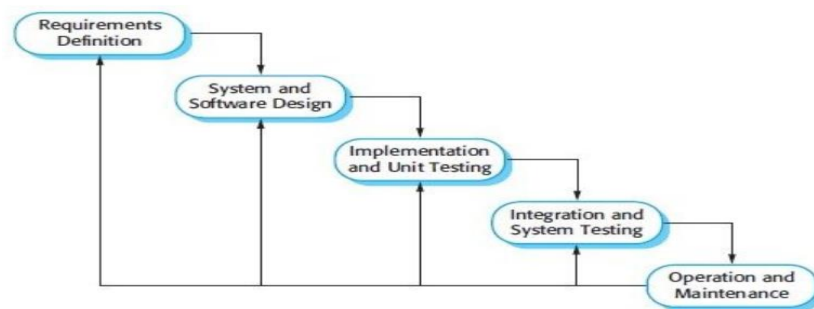 Requirements
Definition
System and
Software Design
Implementation
and Unit Testing
Integration and
System Testing
Operation and
Maintenance